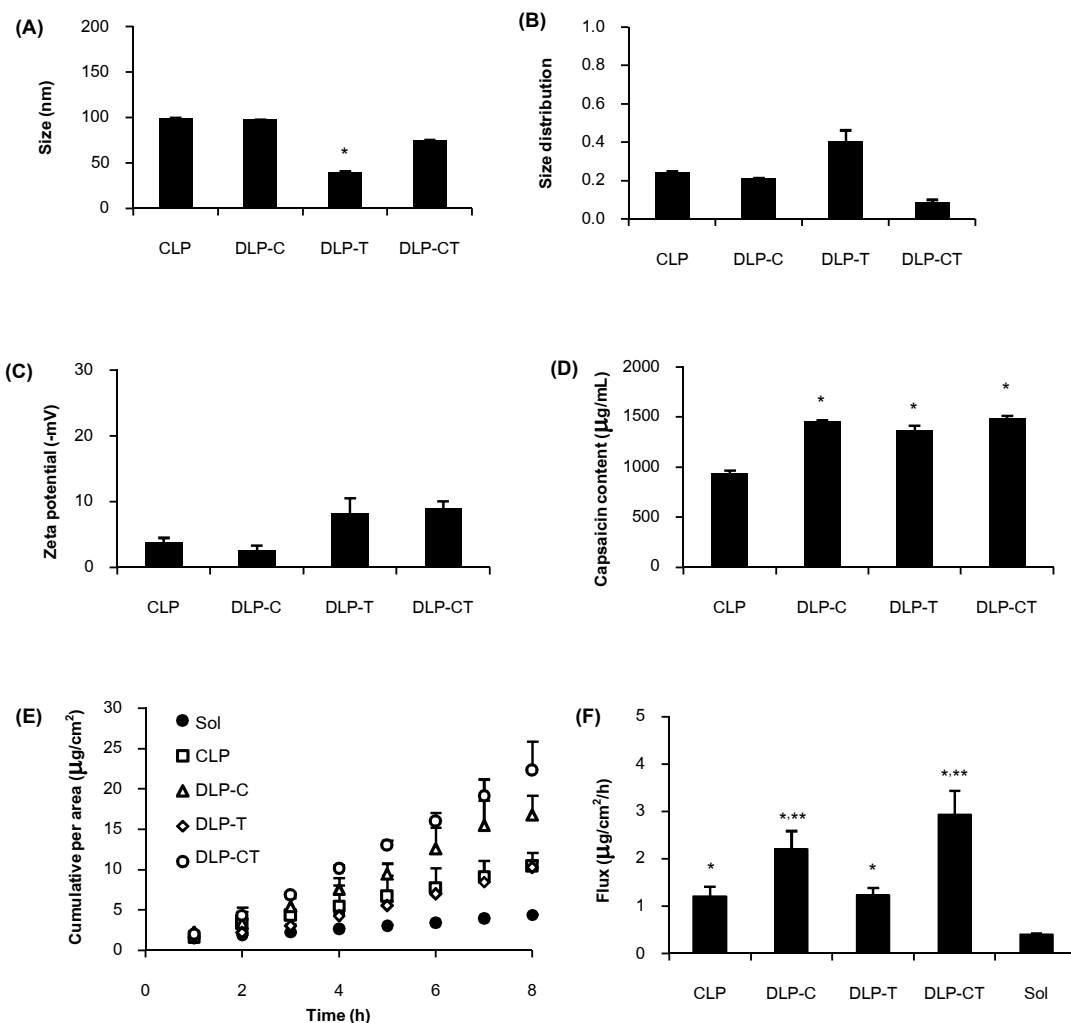 (A)
Size (nm)
200
150
100
50
0
*
CLP DLP-C DLP-T DLP-CT
(B)
Size distribution
1.0
0.8
0.6
0.4
0.2
0.0
CLP DLP-C DLP-T DLP-CT
(C)
Zeta potential (-mV)
30
20
10
0
CLP DLP-C DLP-T DLP-CT
(D)
Capsaicin content (µg/mL)
2000
1500
1000
500
0
* * *
CLP DLP-C DLP-T DLP-CT
(E)
Cumulative per area (µg/cm²)
30
25
20
15
10
5
0
Sol
CLP
DLP-C
DLP-T
DLP-CT
0 2 4 6 8
Time (h)
(F)
Flux (µg/cm²/h)
5
4
3
2
1
0
* *,** * *,**
CLP DLP-C DLP-T DLP-CT Sol